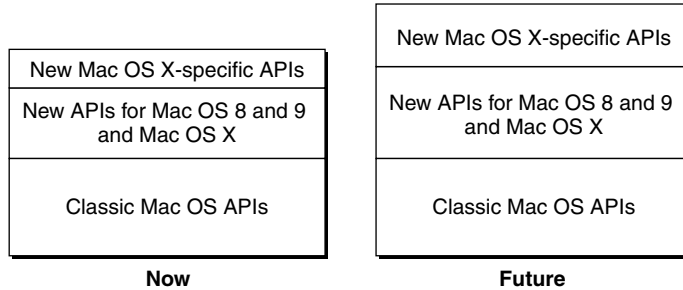 New Mac OS X-specific APIs
New APIs for Mac OS 8 and 9
and Mac OS X
Classic Mac OS APIs
Now
New Mac OS X-specific APIs
New APIs for Mac OS 8 and 9
and Mac OS X
Classic Mac OS APIs
Future